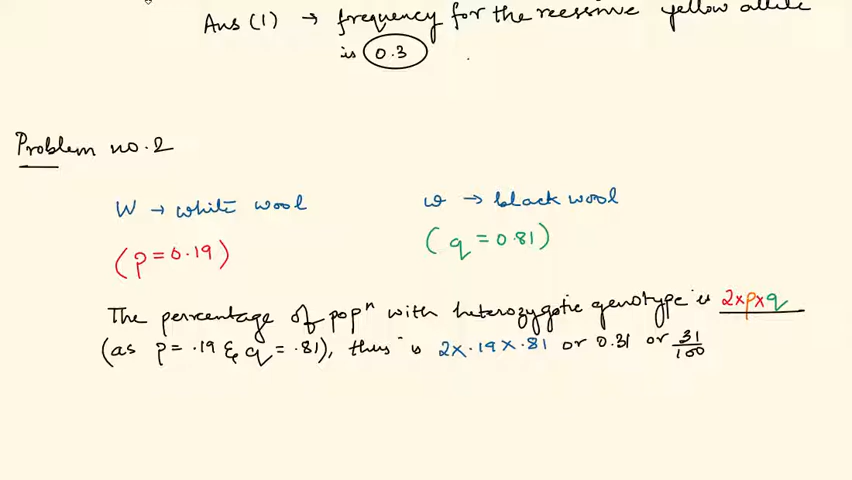 Ans (1) → frequency for the recessive yellow allele
is 0.3
Problem no. 2
W → white wool w → black wool
(p = 0.19) (q = 0.81)
The percentage of popⁿ with heterozygotic genotype is 2×p×q
(as p = .19 & q = .81), thus is 2×.19×.81 or 0.31 or 31/100